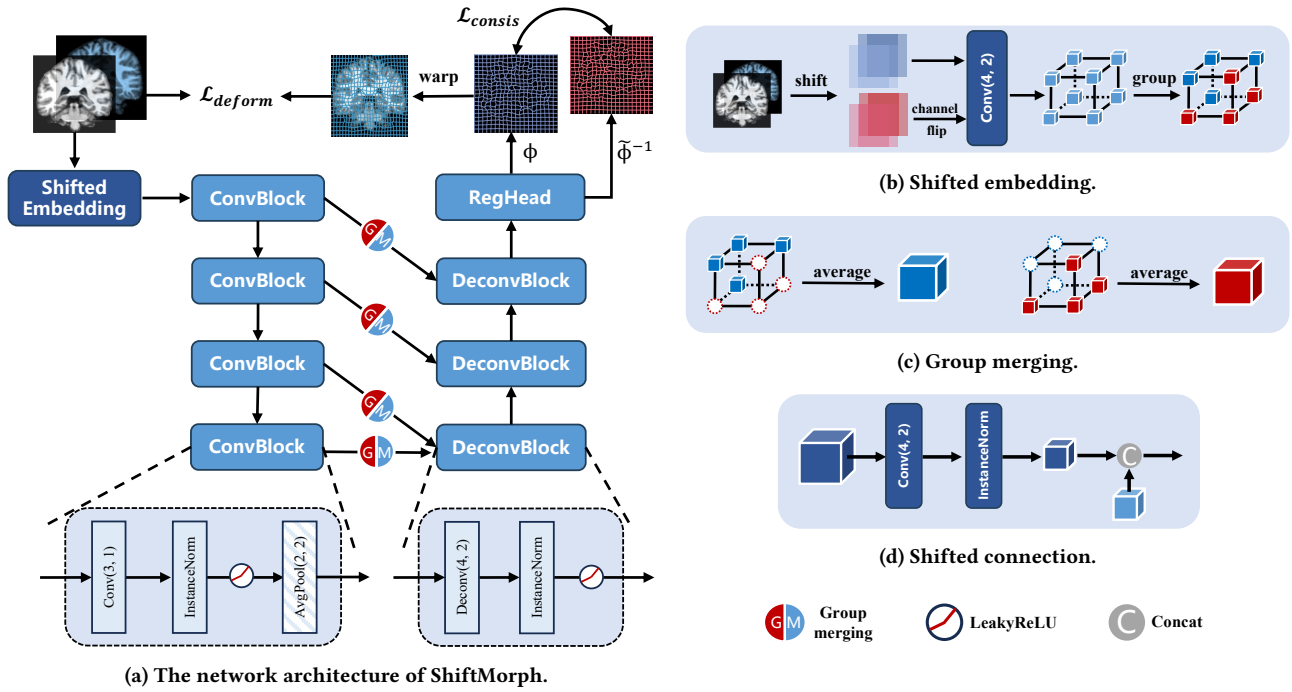 𝓛consis
warp
𝓛deform
ϕ
ϕ̃⁻¹
Shifted
Embedding
ConvBlock
RegHead
G M
ConvBlock
DeconvBlock
G M
ConvBlock
DeconvBlock
G M
ConvBlock
G M
DeconvBlock
Conv(3, 1)
InstanceNorm
AvgPool(2, 2)
Deconv(4, 2)
InstanceNorm
(a) The network architecture of ShiftMorph.
shift
channel
flip
Conv(4, 2)
group
(b) Shifted embedding.
average
average
(c) Group merging.
Conv(4, 2)
InstanceNorm
C
(d) Shifted connection.
G M
Group
merging
LeakyReLU
C
Concat